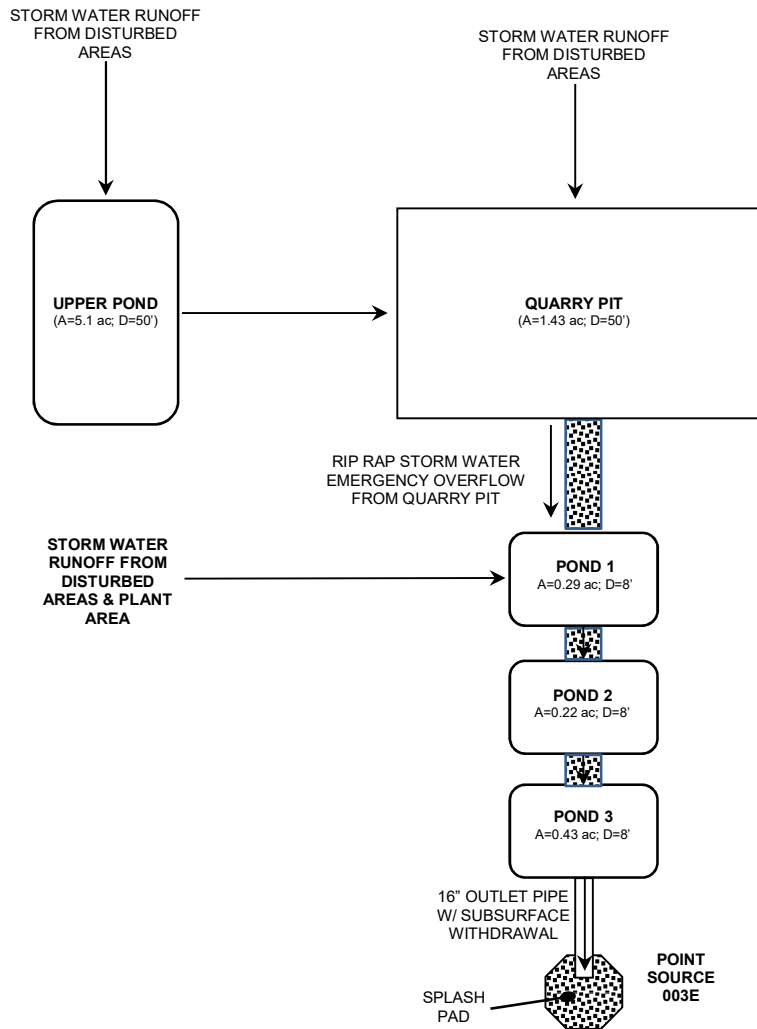 STORM WATER RUNOFF
FROM DISTURBED
AREAS
STORM WATER RUNOFF
FROM DISTURBED
AREAS
UPPER POND
(A=5.1 ac; D=50')
QUARRY PIT
(A=1.43 ac; D=50')
RIP RAP STORM WATER
EMERGENCY OVERFLOW
FROM QUARRY PIT
STORM WATER
RUNOFF FROM
DISTURBED
AREAS & PLANT
AREA
POND 1
A=0.29 ac; D=8'
POND 2
A=0.22 ac; D=8'
POND 3
A=0.43 ac; D=8'
16” OUTLET PIPE
W/ SUBSURFACE
WITHDRAWAL
POINT
SOURCE
003E
SPLASH
PAD